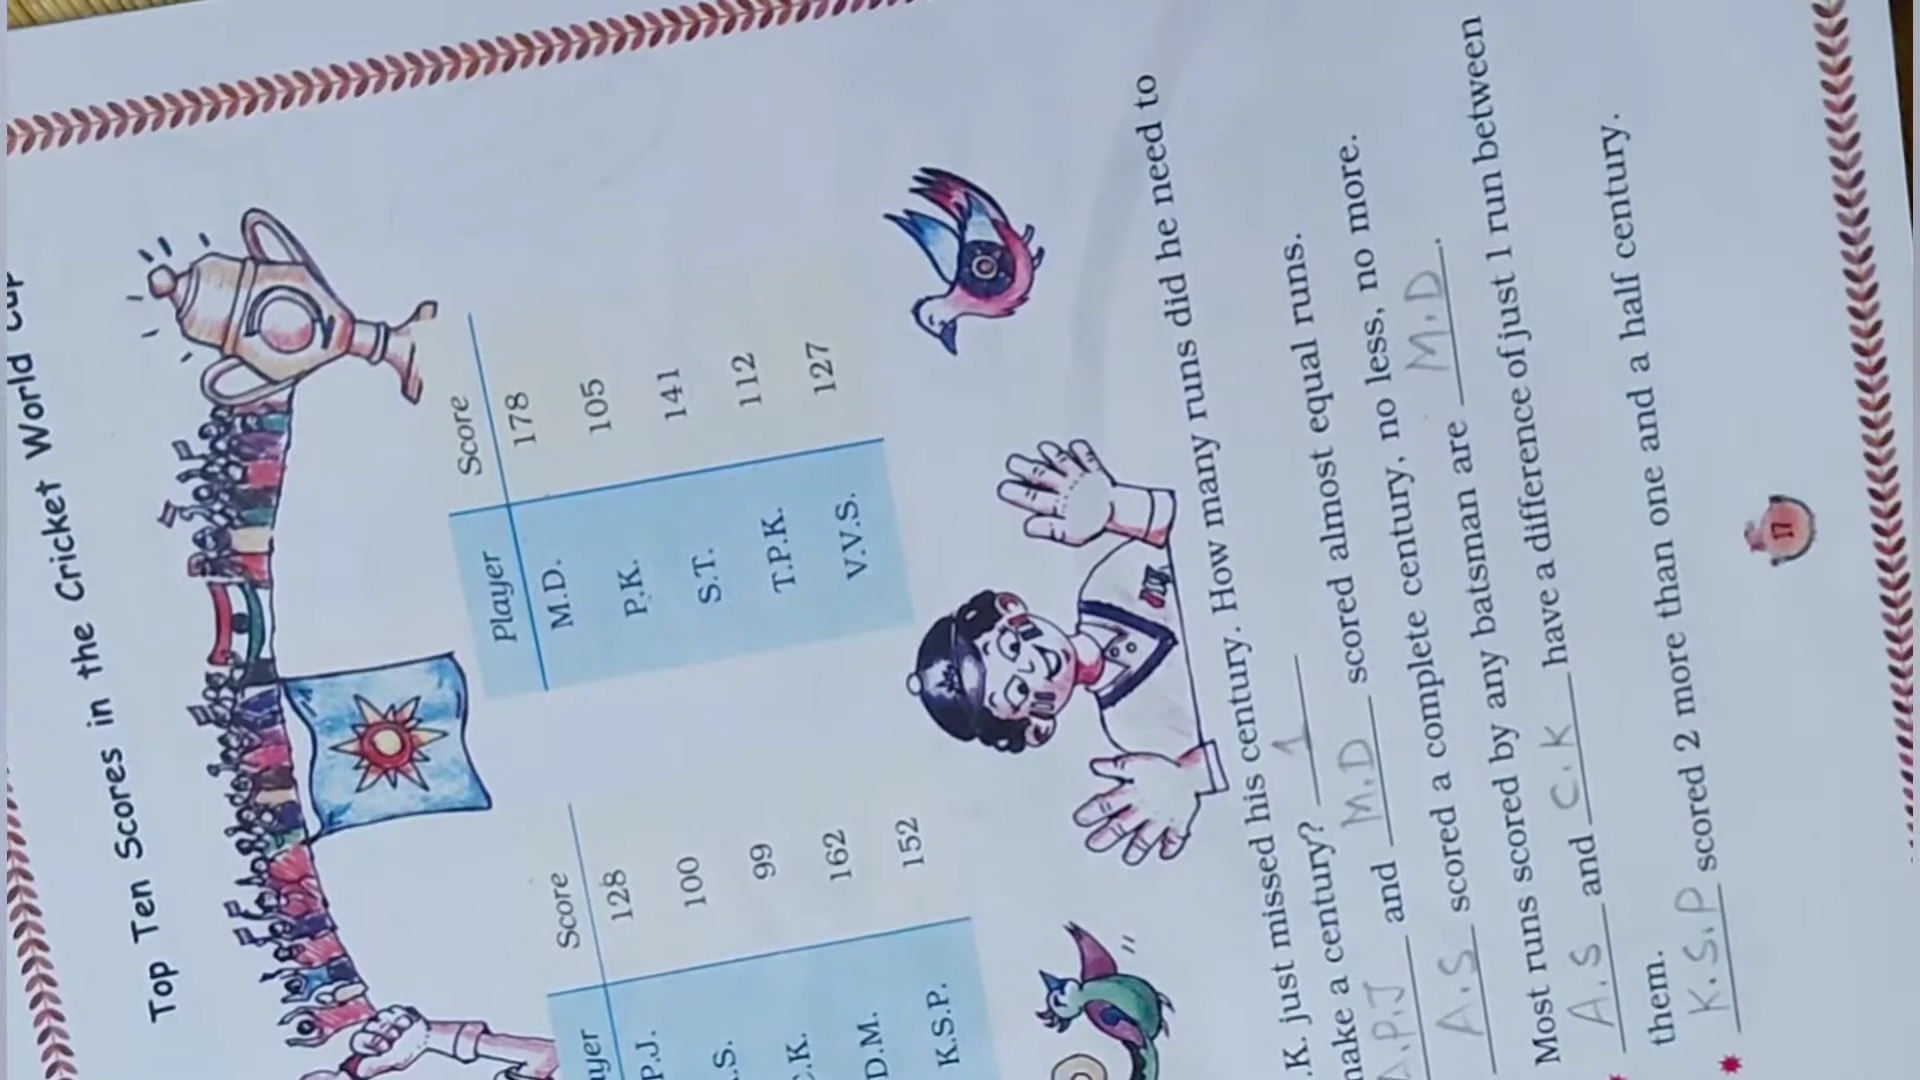 Top Ten Scores in the Cricket World Cup
Player Score
M.D. 178
P.K. 105
S.T. 141
T.P.K. 112
V.V.S. 127
Score
P.J. 128
.S. 100
.K. 99
D.M. 162
K.S.P. 152
.K. just missed his century. How many runs did he need to
make a century? 1
A.P.J and M.D scored almost equal runs.
A.S scored a complete century, no less, no more.
Most runs scored by any batsman are M.D.
A.S and C.K have a difference of just 1 run between
them.
K.S.P scored 2 more than one and a half century.
17